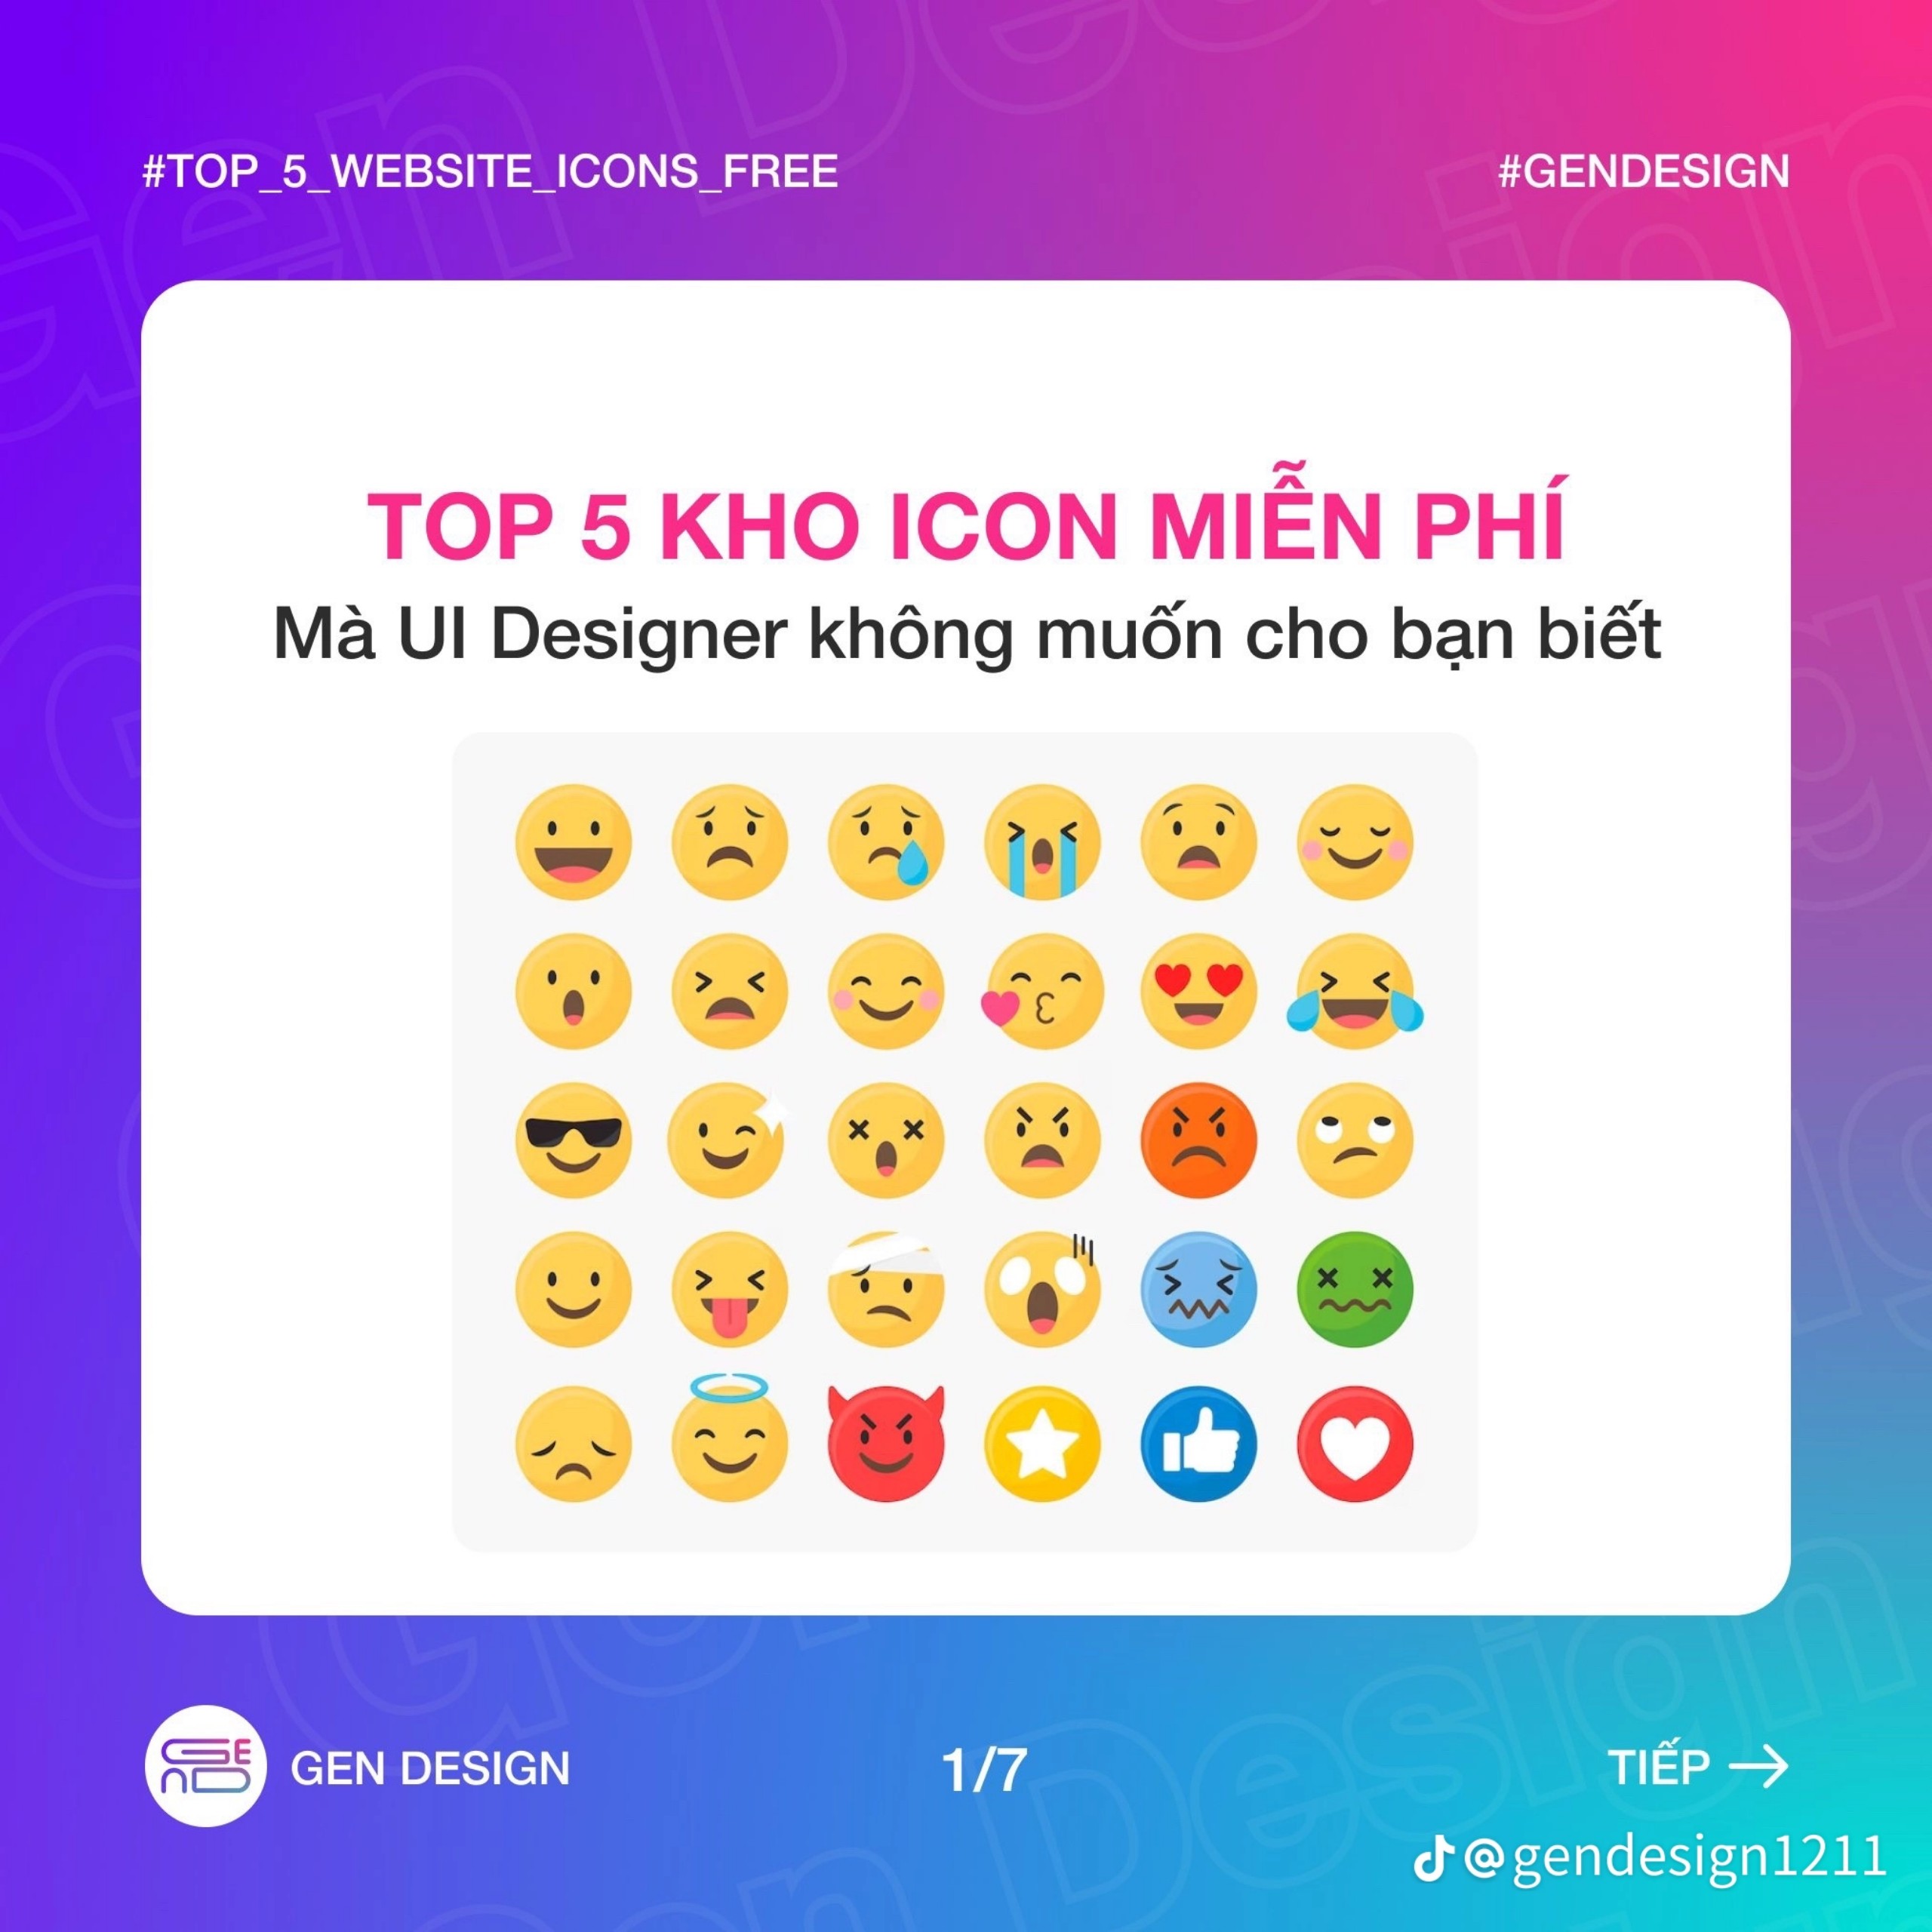 #TOP_5_WEBSITE_ICONS_FREE
#GENDESIGN
TOP 5 KHO ICON MIỄN PHÍ
Mà UI Designer không muốn cho bạn biết
GEN DESIGN
1/7
TIẾP →
@gendesign1211